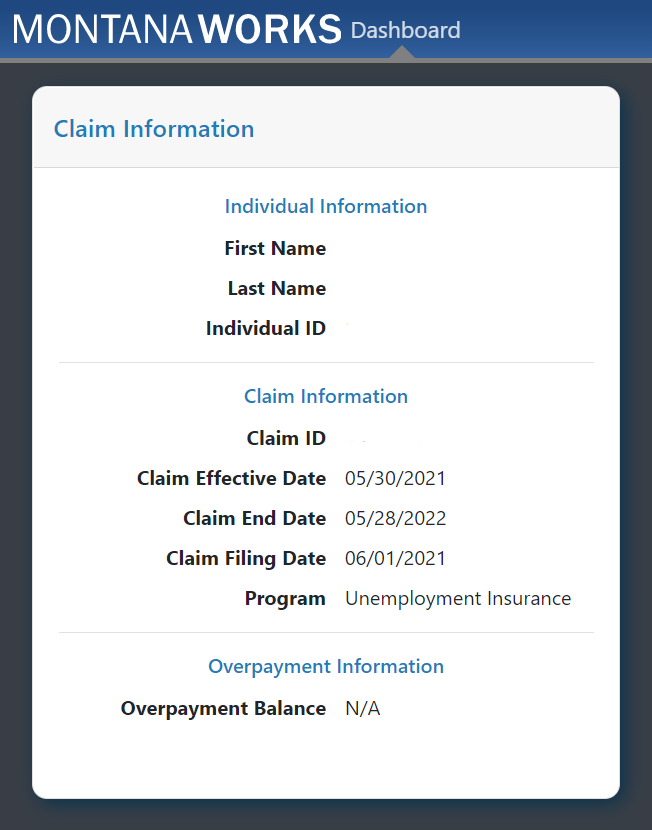 MONTANAWORKS Dashboard
Claim Information
Individual Information
First Name
Last Name
Individual ID
Claim Information
Claim ID
Claim Effective Date 05/30/2021
Claim End Date 05/28/2022
Claim Filing Date 06/01/2021
Program Unemployment Insurance
Overpayment Information
Overpayment Balance N/A